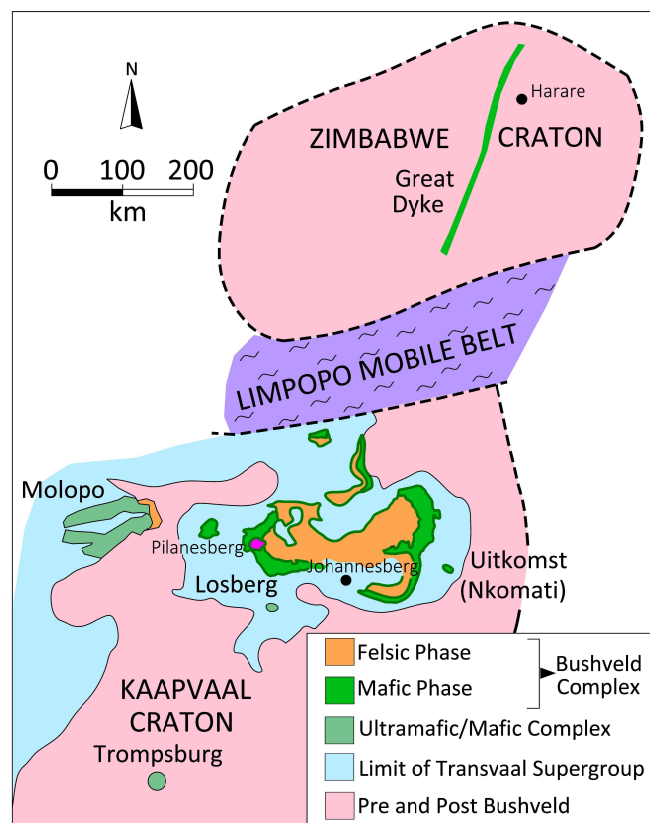 N
Harare
ZIMBABWE CRATON
0 100 200
km
Great
Dyke
LIMPOPO MOBILE BELT
Molopo
Pilanesberg
Johannesberg
Uitkomst
(Nkomati)
Losberg
KAAPVAAL
CRATON
Trompsburg
Felsic Phase
Mafic Phase
Bushveld
Complex
Ultramafic/Mafic Complex
Limit of Transvaal Supergroup
Pre and Post Bushveld